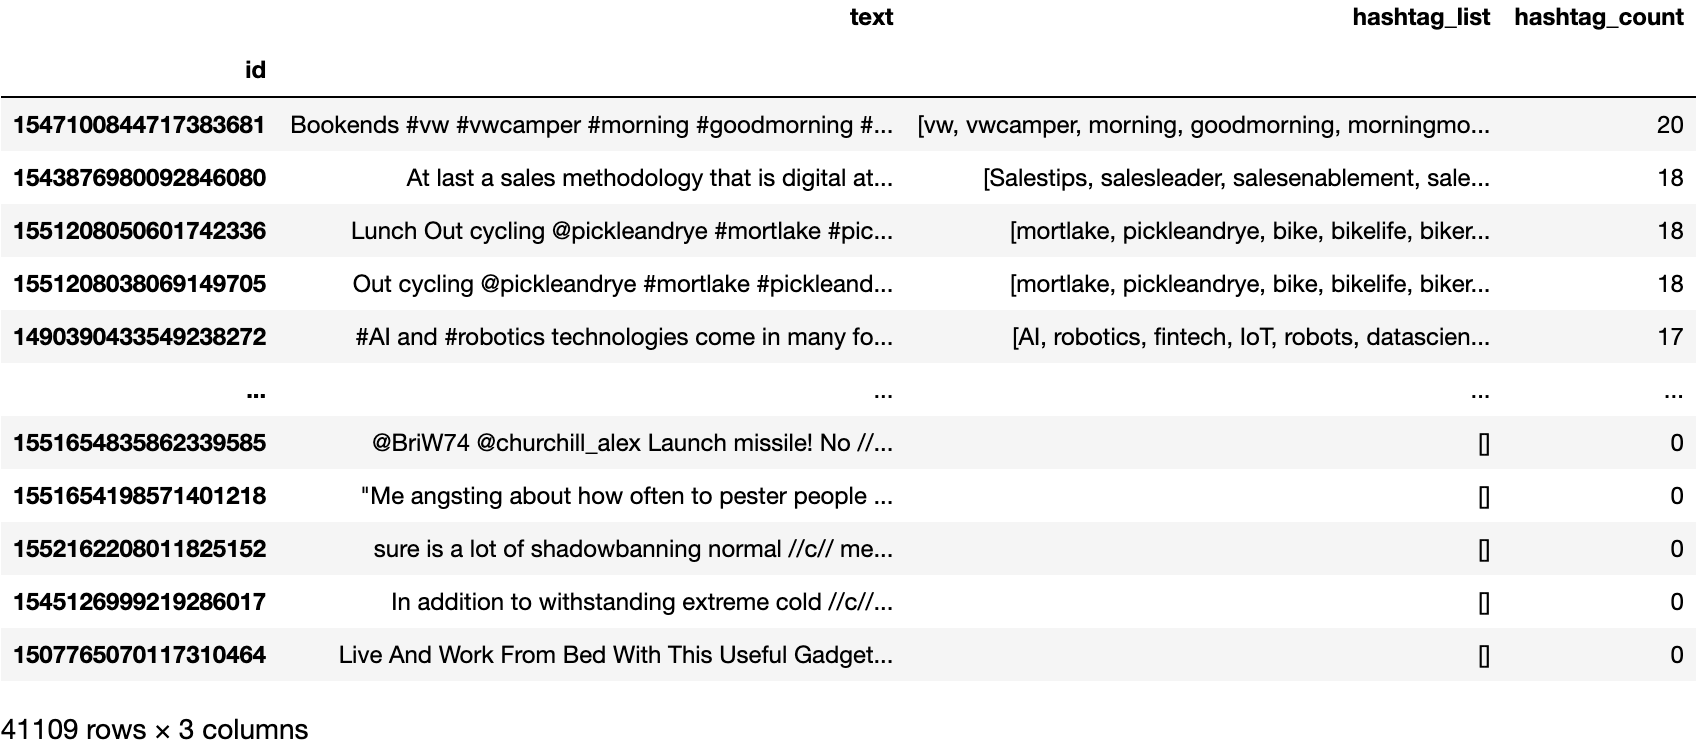 text hashtag_list hashtag_count
id
1547100844717383681 Bookends #vw #vwcamper #morning #goodmorning #... [vw, vwcamper, morning, goodmorning, morningmo... 20
1543876980092846080 At last a sales methodology that is digital at... [Salestips, salesleader, salesenablement, sale... 18
1551208050601742336 Lunch Out cycling @pickleandrye #mortlake #pic... [mortlake, pickleandrye, bike, bikelife, biker... 18
1551208038069149705 Out cycling @pickleandrye #mortlake #pickleand... [mortlake, pickleandrye, bike, bikelife, biker... 18
1490390433549238272 #AI and #robotics technologies come in many fo... [AI, robotics, fintech, IoT, robots, datascien... 17
... ... ... ...
1551654835862339585 @BriW74 @churchill_alex Launch missile! No //... [] 0
1551654198571401218 "Me angsting about how often to pester people ... [] 0
1552162208011825152 sure is a lot of shadowbanning normal //c// me... [] 0
1545126999219286017 In addition to withstanding extreme cold //c//... [] 0
1507765070117310464 Live And Work From Bed With This Useful Gadget... [] 0
41109 rows × 3 columns